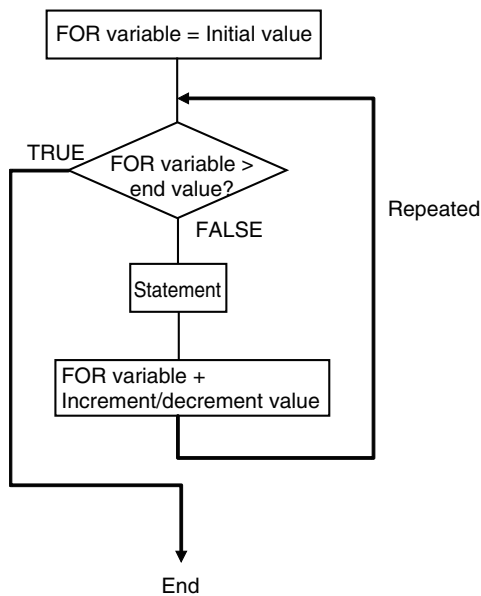 FOR variable = Initial value
TRUE
FOR variable >
end value?
Repeated
FALSE
Statement
FOR variable +
Increment/decrement value
End